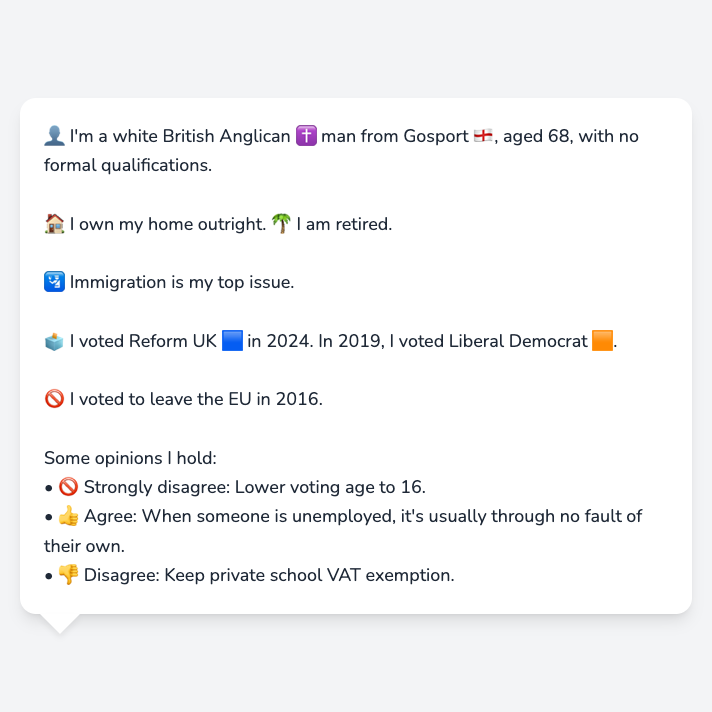 👤 I'm a white British Anglican ✝️ man from Gosport 🏴󠁧󠁢󠁥󠁮󠁧󠁿, aged 68, with no
formal qualifications.
🏠 I own my home outright. 🌴 I am retired.
🛂 Immigration is my top issue.
🗳️ I voted Reform UK 🟦 in 2024. In 2019, I voted Liberal Democrat 🟧.
🚫 I voted to leave the EU in 2016.
Some opinions I hold:
• 🚫 Strongly disagree: Lower voting age to 16.
• 👍 Agree: When someone is unemployed, it's usually through no fault of
their own.
• 👎 Disagree: Keep private school VAT exemption.